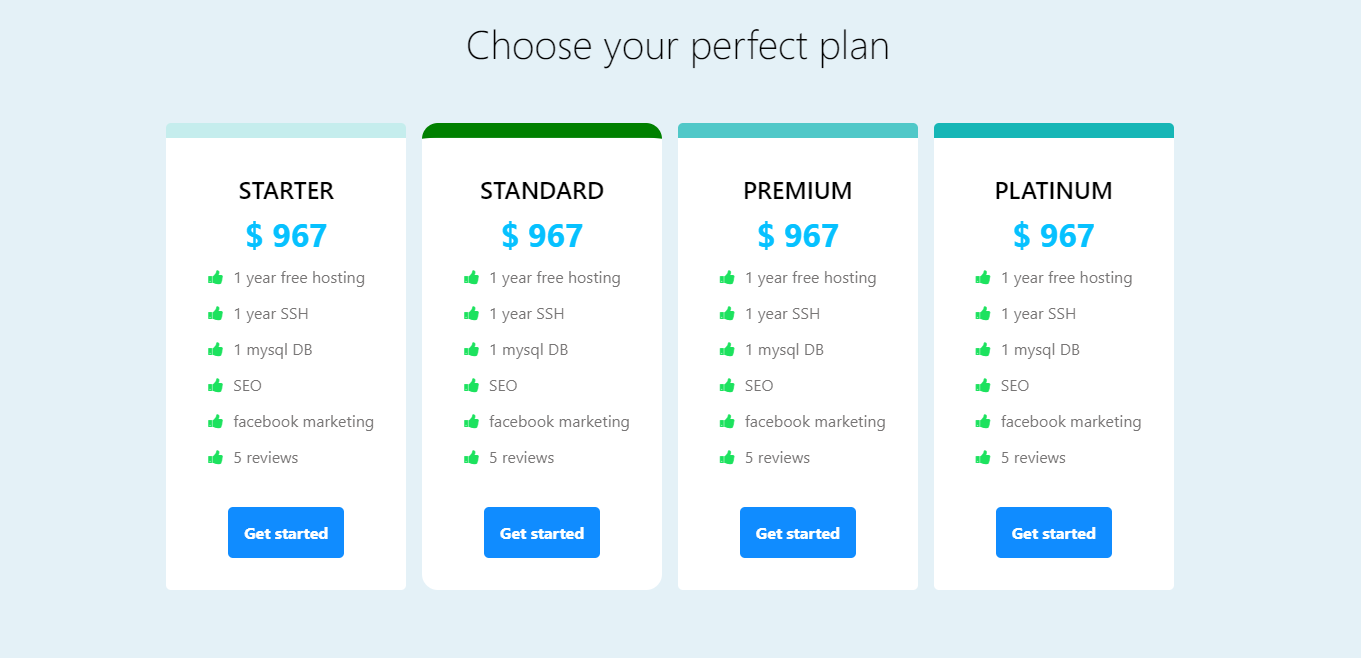 Choose your perfect plan
STARTER
$ 967
1 year free hosting
1 year SSH
1 mysql DB
SEO
facebook marketing
5 reviews
Get started
STANDARD
$ 967
1 year free hosting
1 year SSH
1 mysql DB
SEO
facebook marketing
5 reviews
Get started
PREMIUM
$ 967
1 year free hosting
1 year SSH
1 mysql DB
SEO
facebook marketing
5 reviews
Get started
PLATINUM
$ 967
1 year free hosting
1 year SSH
1 mysql DB
SEO
facebook marketing
5 reviews
Get started